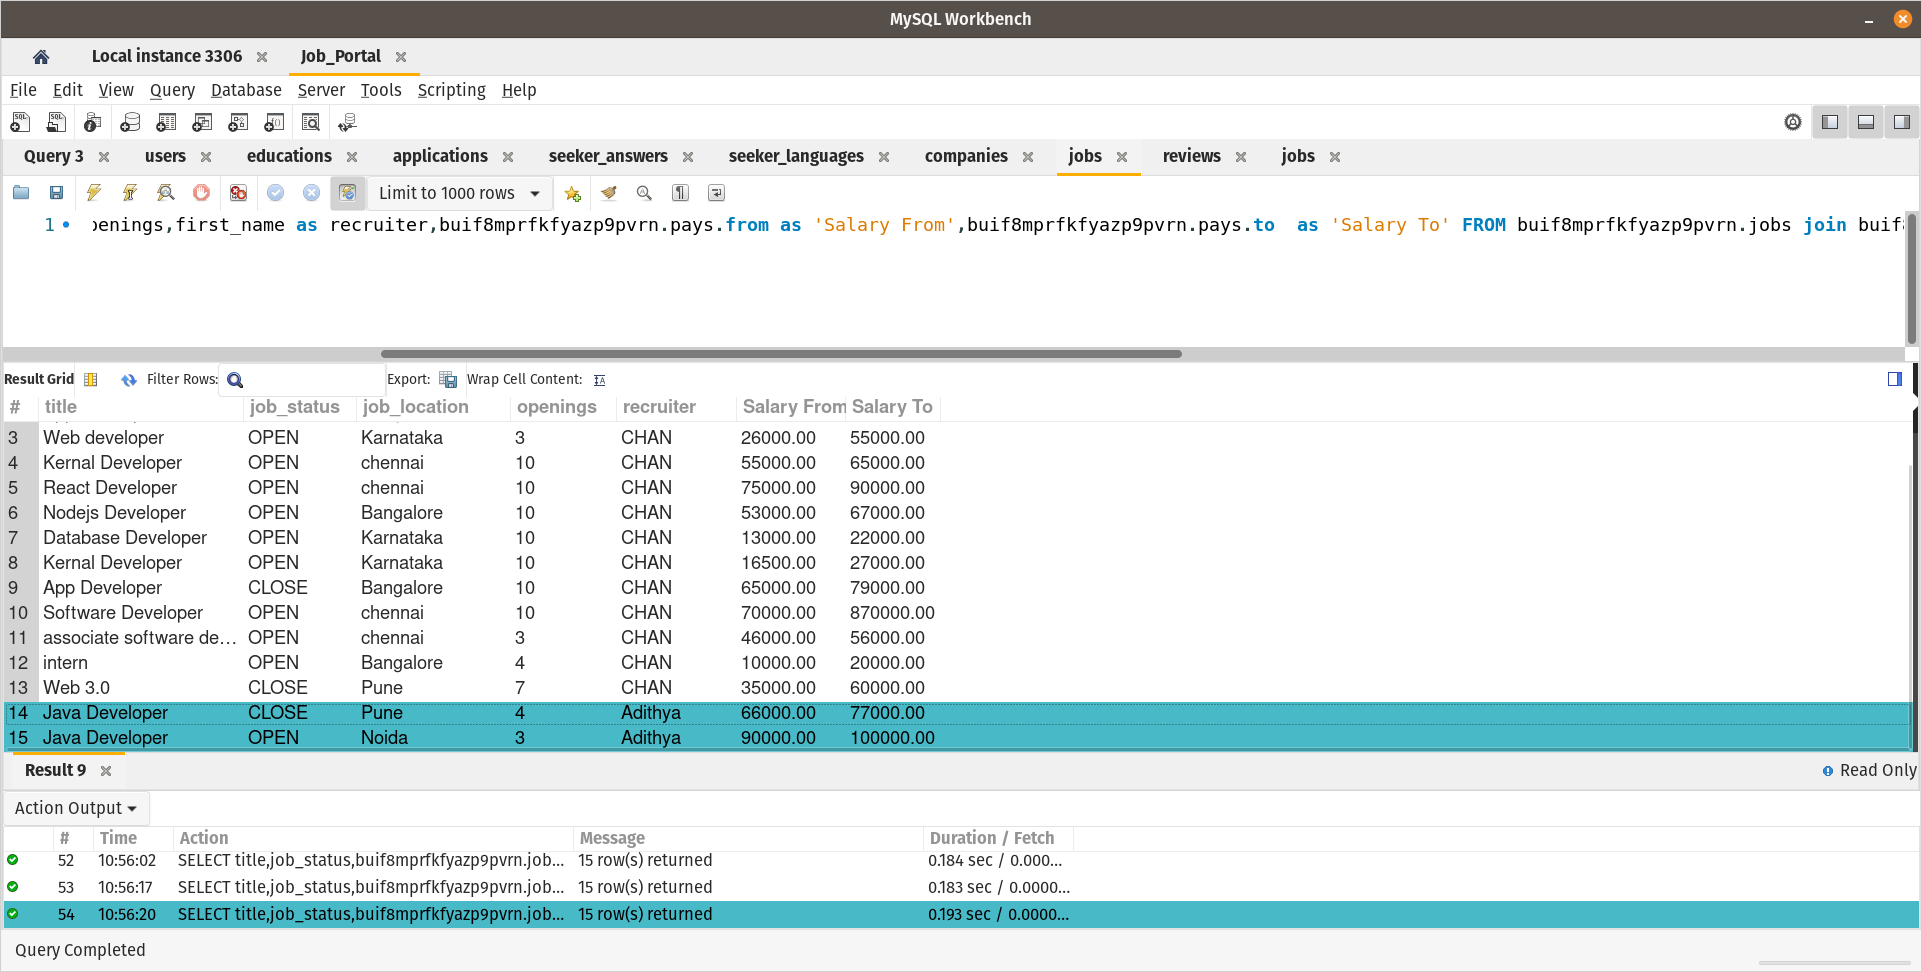 MySQL Workbench
Local instance 3306 Job_Portal
File Edit View Query Database Server Tools Scripting Help
Query 3 users educations applications seeker_answers seeker_languages companies jobs reviews jobs
Limit to 1000 rows
1 penings,first_name as recruiter,buif8mprfkfyazp9pvrn.pays.from as 'Salary From',buif8mprfkfyazp9pvrn.pays.to as 'Salary To' FROM buif8mprfkfyazp9pvrn.jobs join buif
Result Grid Filter Rows: Export: Wrap Cell Content:
# title job_status job_location openings recruiter Salary From Salary To
3 Web developer OPEN Karnataka 3 CHAN 26000.00 55000.00
4 Kernal Developer OPEN chennai 10 CHAN 55000.00 65000.00
5 React Developer OPEN chennai 10 CHAN 75000.00 90000.00
6 Nodejs Developer OPEN Bangalore 10 CHAN 53000.00 67000.00
7 Database Developer OPEN Karnataka 10 CHAN 13000.00 22000.00
8 Kernal Developer OPEN Karnataka 10 CHAN 16500.00 27000.00
9 App Developer CLOSE Bangalore 10 CHAN 65000.00 79000.00
10 Software Developer OPEN chennai 10 CHAN 70000.00 870000.00
11 associate software de... OPEN chennai 3 CHAN 46000.00 56000.00
12 intern OPEN Bangalore 4 CHAN 10000.00 20000.00
13 Web 3.0 CLOSE Pune 7 CHAN 35000.00 60000.00
14 Java Developer CLOSE Pune 4 Adithya 66000.00 77000.00
15 Java Developer OPEN Noida 3 Adithya 90000.00 100000.00
Result 9 Read Only
Action Output
# Time Action Message Duration / Fetch
52 10:56:02 SELECT title,job_status,buif8mprfkfyazp9pvrn.job... 15 row(s) returned 0.184 sec / 0.000...
53 10:56:17 SELECT title,job_status,buif8mprfkfyazp9pvrn.job... 15 row(s) returned 0.183 sec / 0.0000...
54 10:56:20 SELECT title,job_status,buif8mprfkfyazp9pvrn.job... 15 row(s) returned 0.193 sec / 0.0000...
Query Completed